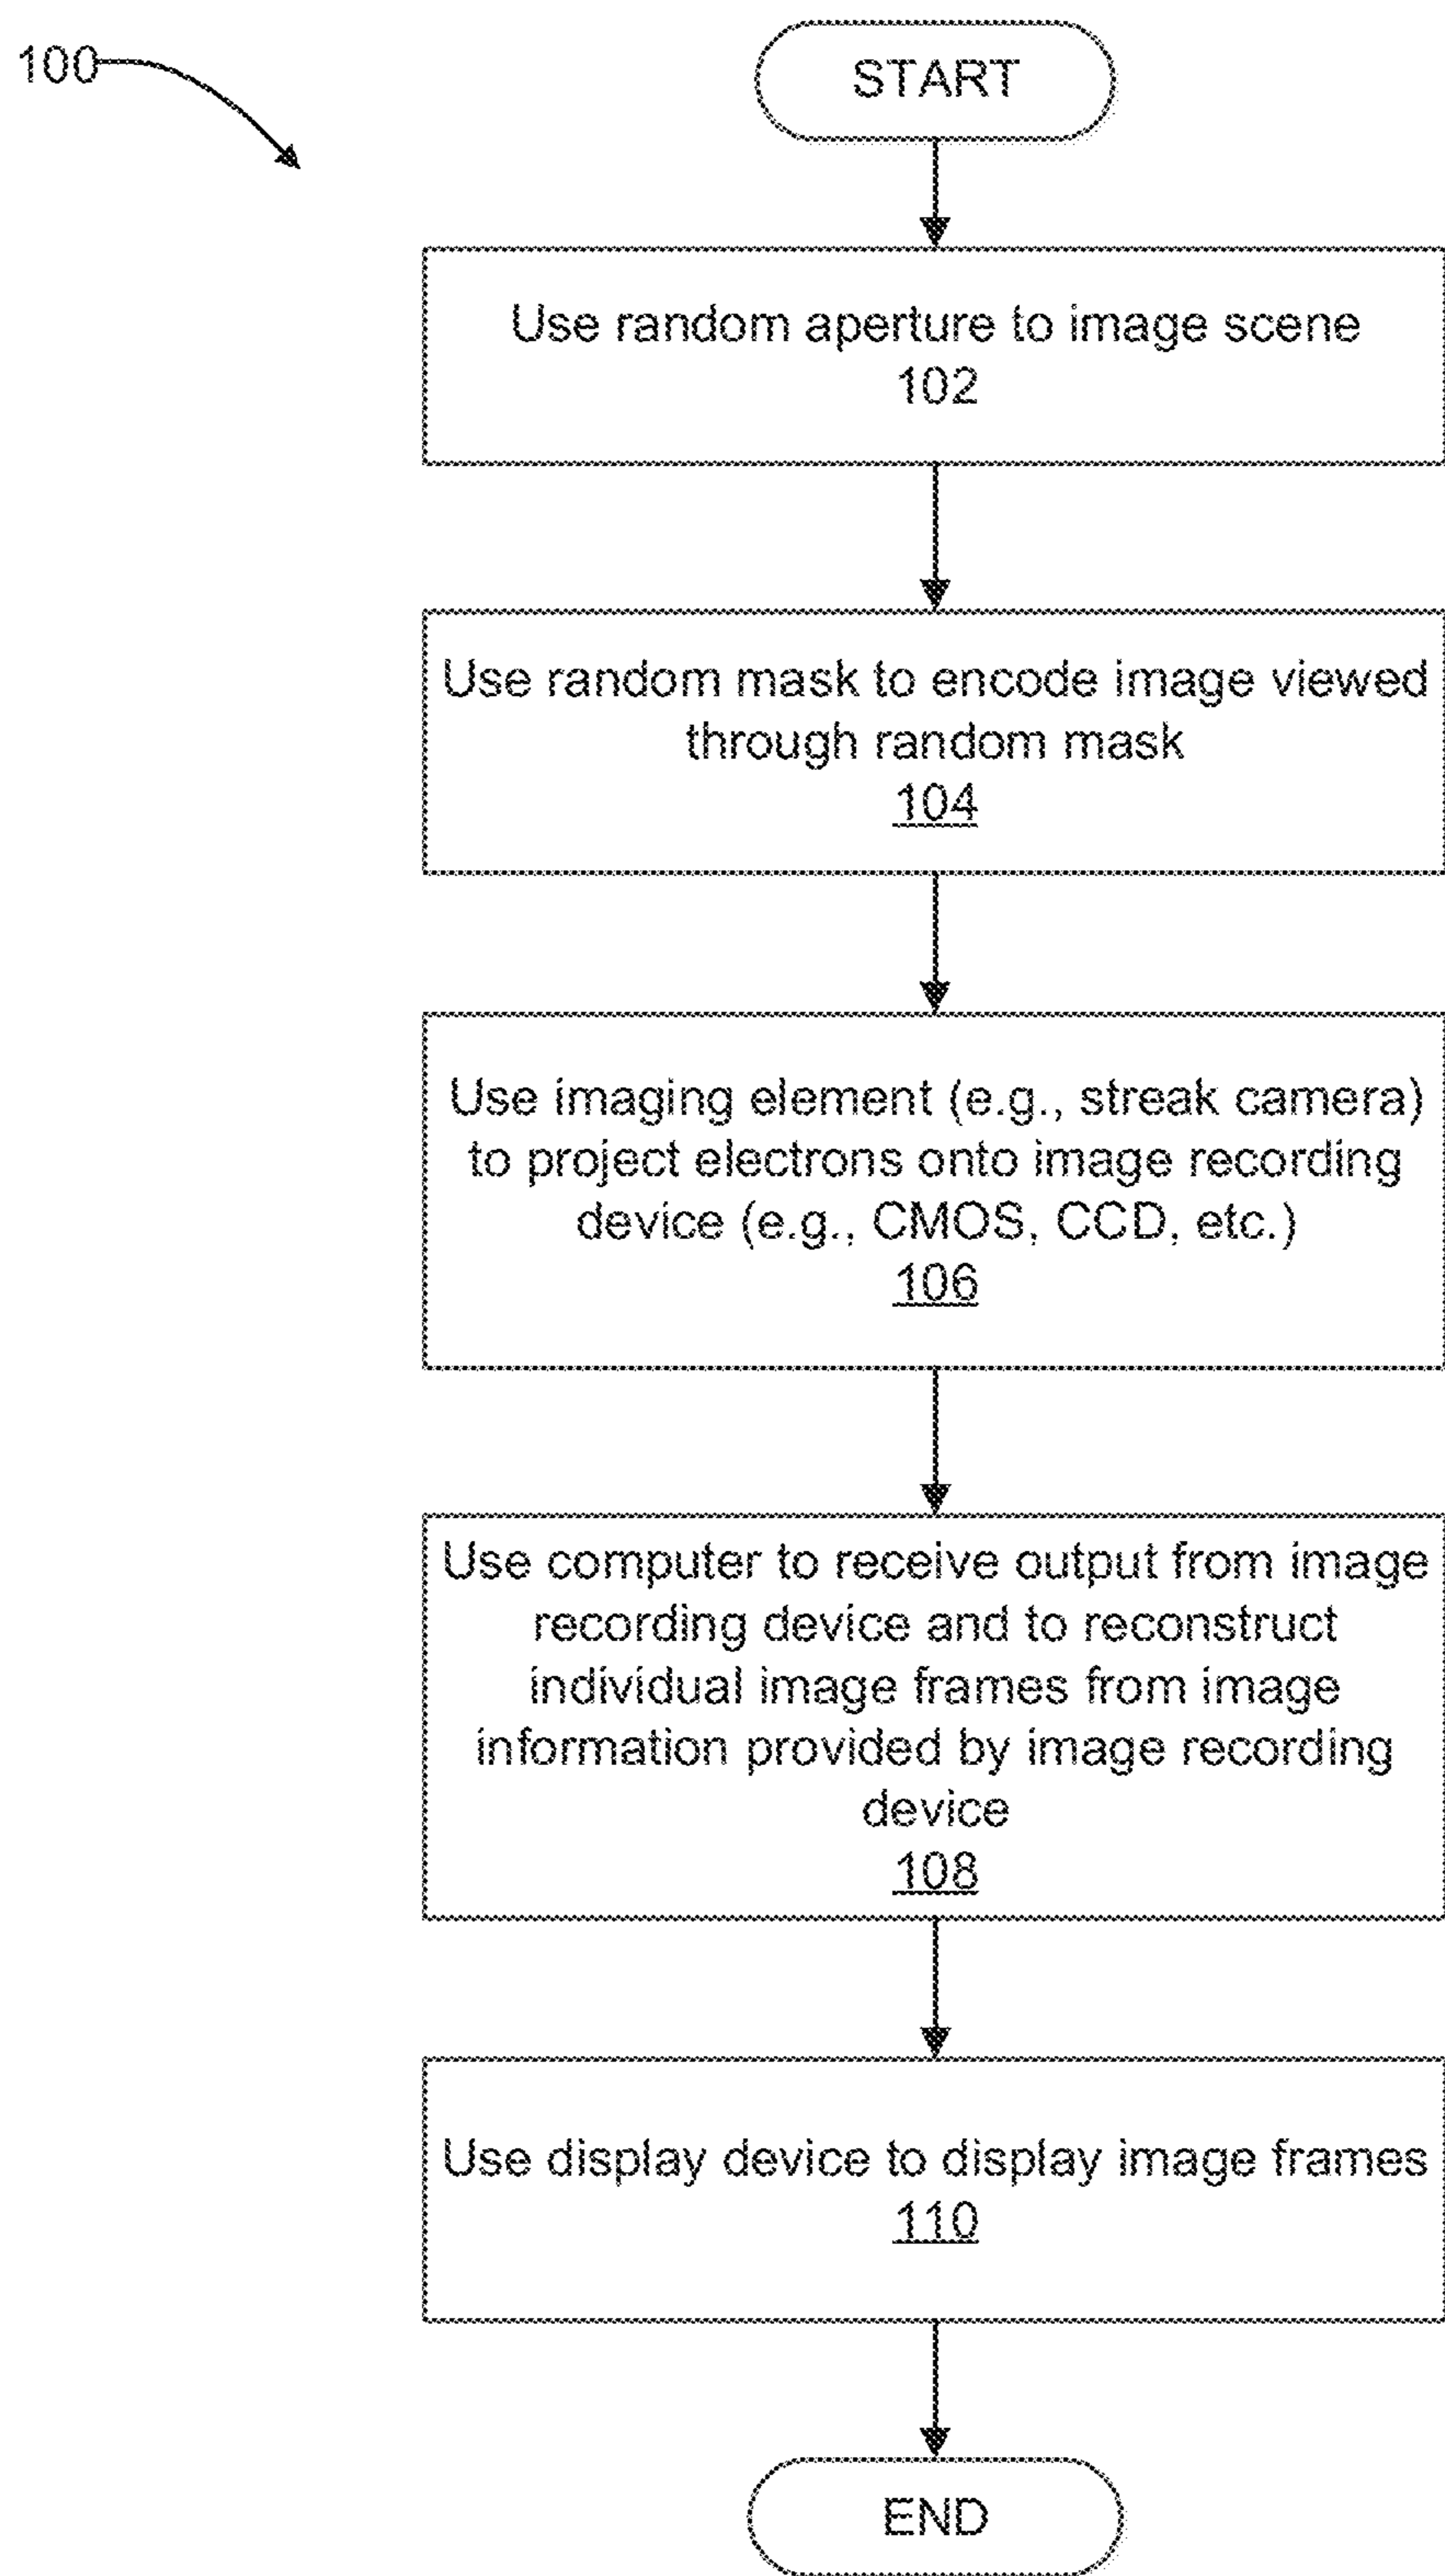 100
START
Use random aperture to image scene
102
Use random mask to encode image viewed
through random mask
104
Use imaging element (e.g., streak camera)
to project electrons onto image recording
device (e.g., CMOS, CCD, etc.)
106
Use computer to receive output from image
recording device and to reconstruct
individual image frames from image
information provided by image recording
device
108
Use display device to display image frames
110
END